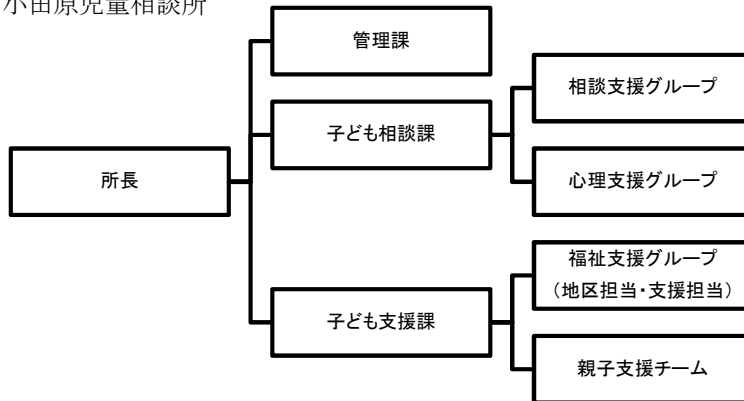 小田原児童相談所
管理課
子ども相談課
相談支援グループ
所長
心理支援グループ
子ども支援課
福祉支援グループ
（地区担当・支援担当）
親子支援チーム